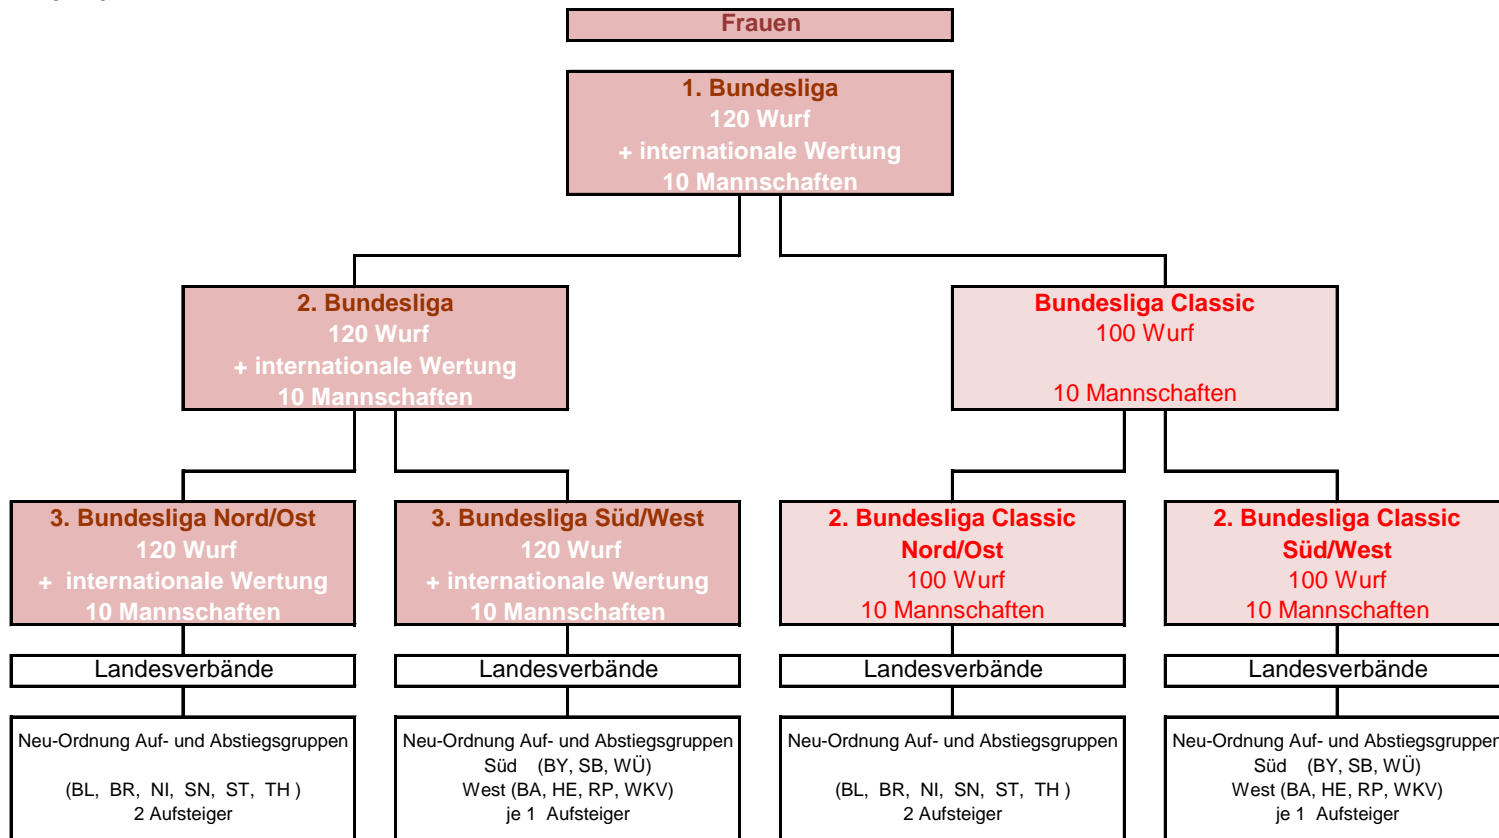 Frauen
1. Bundesliga
120 Wurf
+ internationale Wertung
10 Mannschaften
2. Bundesliga
120 Wurf
+ internationale Wertung
10 Mannschaften
Bundesliga Classic
100 Wurf
10 Mannschaften
3. Bundesliga Nord/Ost
120 Wurf
+ internationale Wertung
10 Mannschaften
3. Bundesliga Süd/West
120 Wurf
+ internationale Wertung
10 Mannschaften
2. Bundesliga Classic
Nord/Ost
100 Wurf
10 Mannschaften
2. Bundesliga Classic
Süd/West
100 Wurf
10 Mannschaften
Landesverbände
Landesverbände
Landesverbände
Landesverbände
Neu-Ordnung Auf- und Abstiegsgruppen
(BL, BR, NI, SN, ST, TH )
2 Aufsteiger
Neu-Ordnung Auf- und Abstiegsgruppen
Süd (BY, SB, WÜ)
West (BA, HE, RP, WKV)
je 1 Aufsteiger
Neu-Ordnung Auf- und Abstiegsgruppen
(BL, BR, NI, SN, ST, TH )
2 Aufsteiger
Neu-Ordnung Auf- und Abstiegsgruppen
Süd (BY, SB, WÜ)
West (BA, HE, RP, WKV)
je 1 Aufsteiger